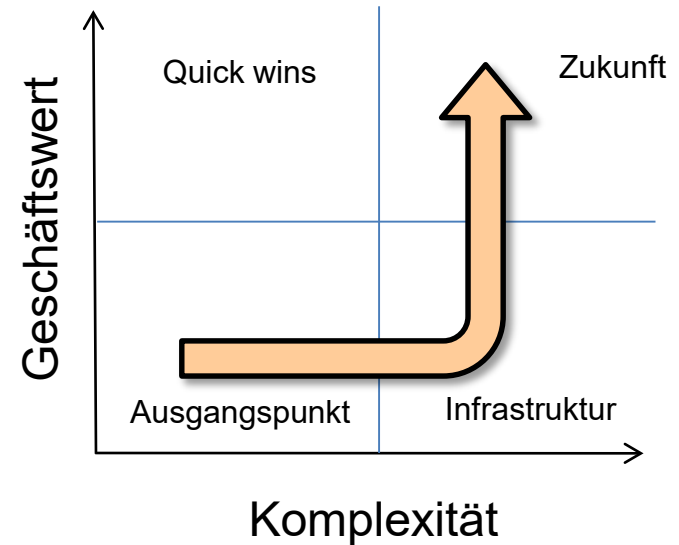 Quick wins
Zukunft
Geschäftswert
Ausgangspunkt
Infrastruktur
Komplexität